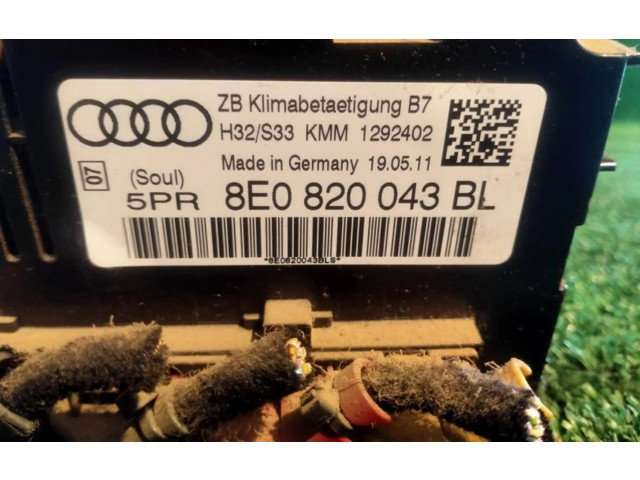 ZB Klimabetaetigung B7
H32/S33 KMM 1292402
Made in Germany 19.05.11
07
(Soul)
5PR 8E0 820 043 BL
*8E0820043BLS*